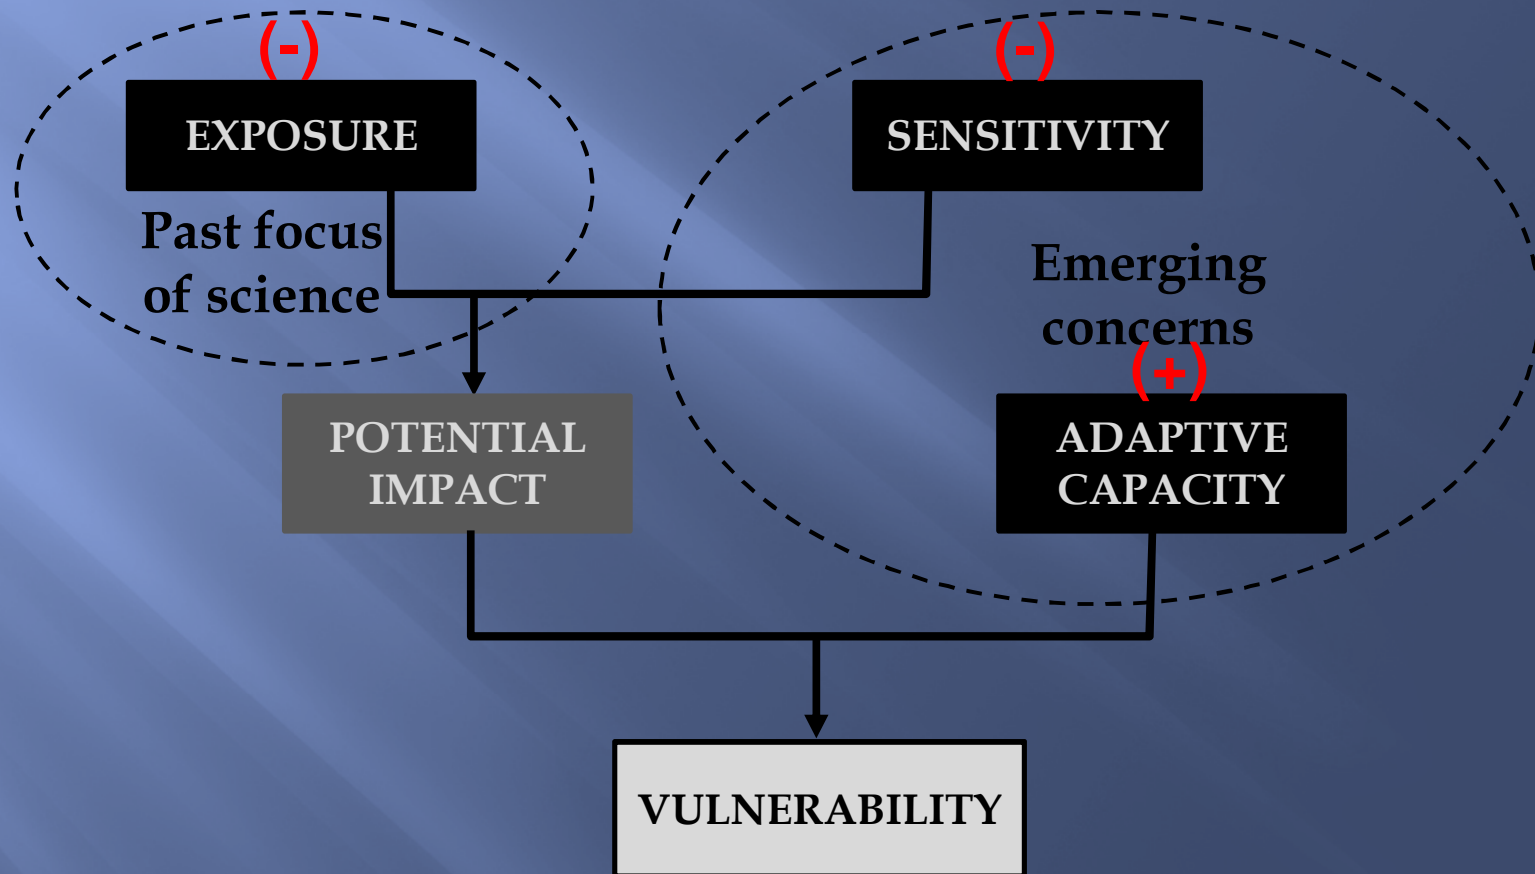 (-)
EXPOSURE
Past focus
of science
(-)
SENSITIVITY
Emerging
concerns
(+)
POTENTIAL
IMPACT
ADAPTIVE
CAPACITY
VULNERABILITY